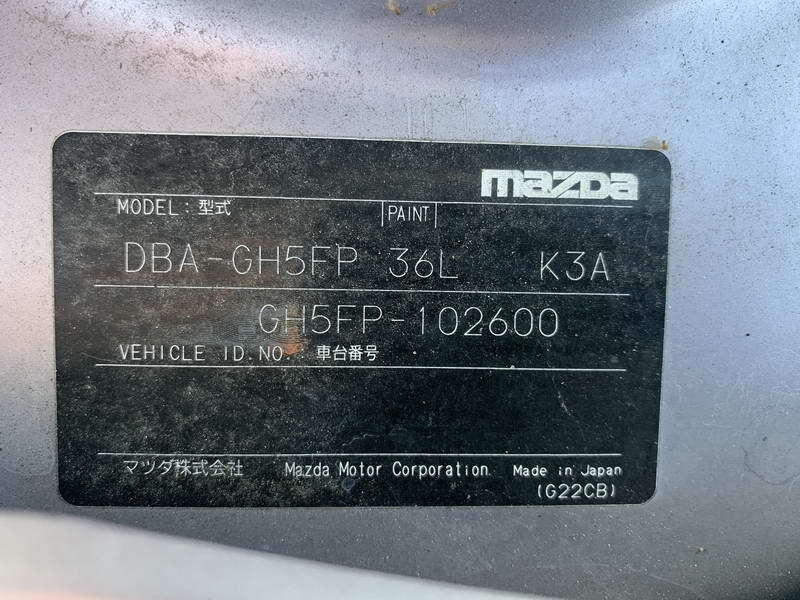 mazda
MODEL: 型式 PAINT
DBA-GH5FP 36L K3A
GH5FP-102600
VEHICLE ID.NO.: 車台番号
マツダ株式会社 Mazda Motor Corporation Made in Japan
(G22CB)